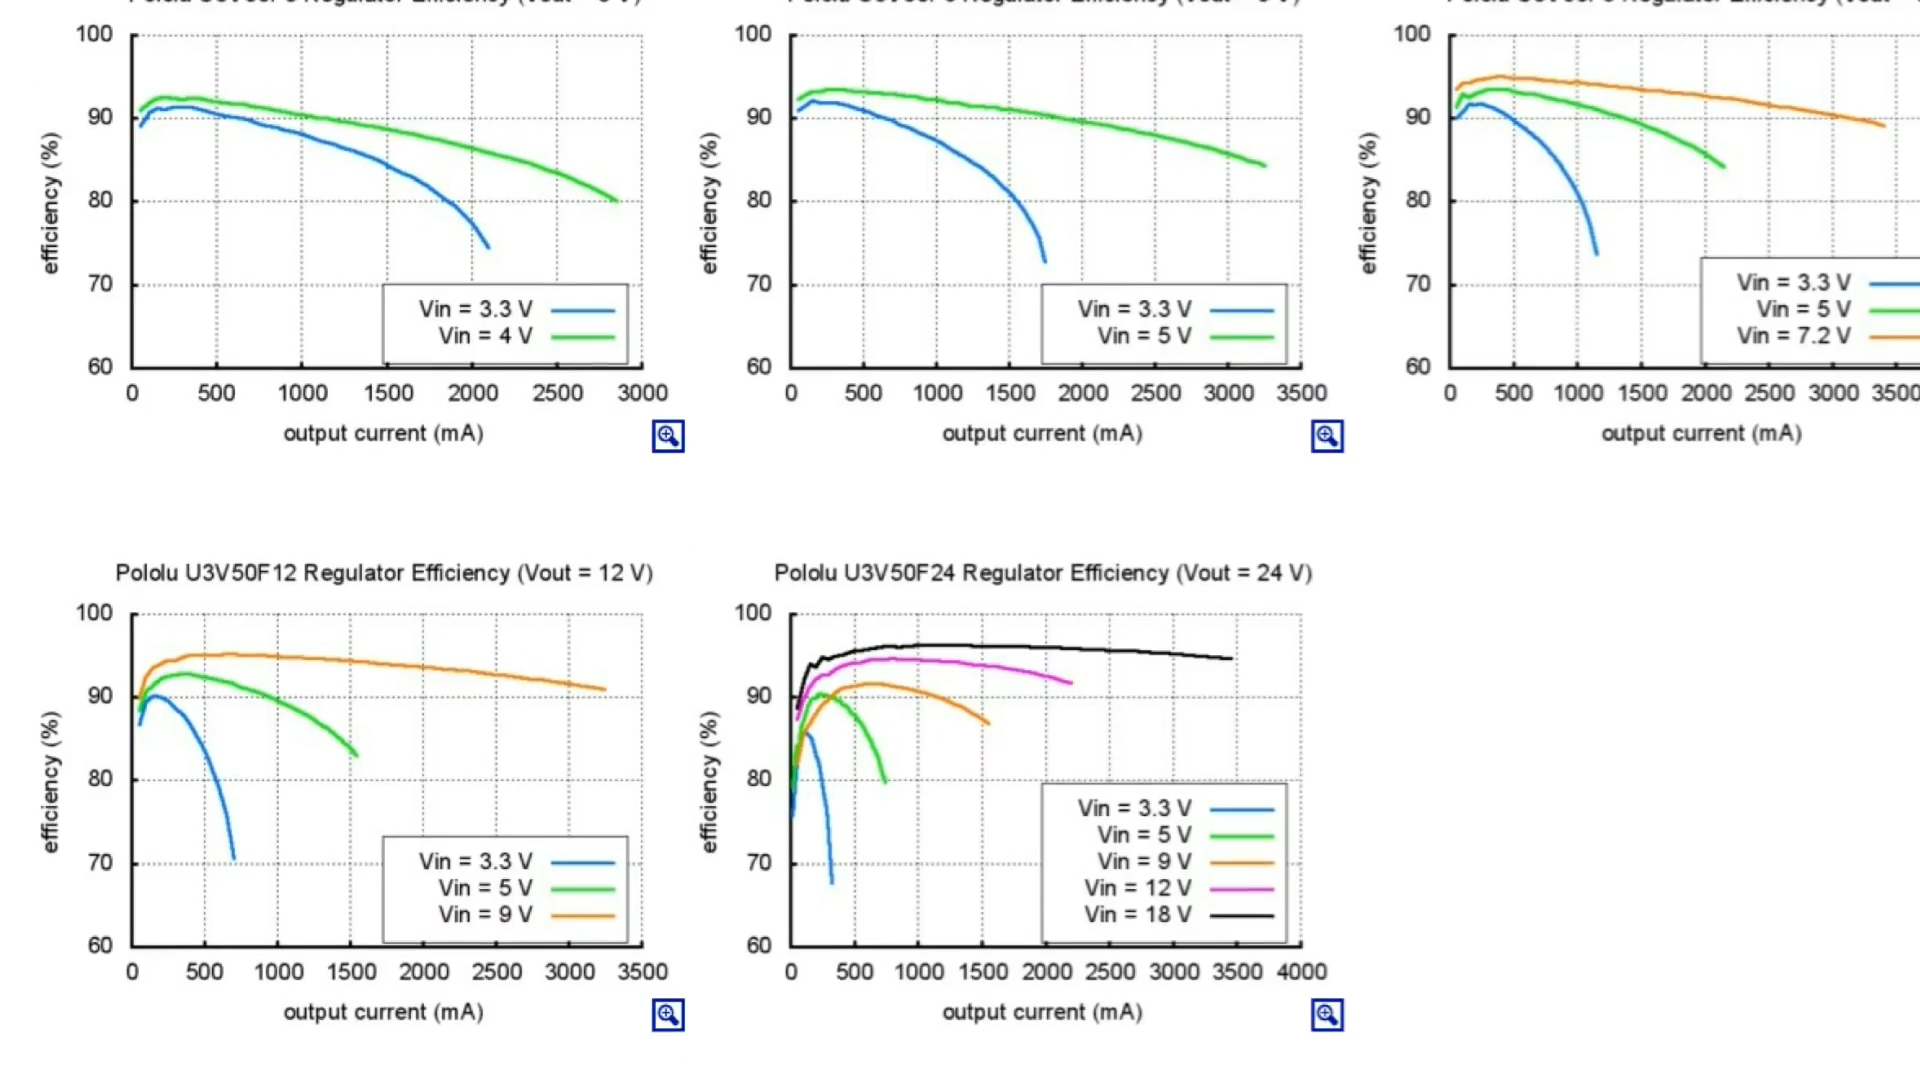 100
90
80
70
60
efficiency (%)
Vin = 3.3 V
Vin = 4 V
0 500 1000 1500 2000 2500 3000
output current (mA)
100
90
80
70
60
efficiency (%)
Vin = 3.3 V
Vin = 5 V
0 500 1000 1500 2000 2500 3000 3500
output current (mA)
100
90
80
70
60
efficiency (%)
Vin = 3.3 V
Vin = 5 V
Vin = 7.2 V
0 500 1000 1500 2000 2500 3000 3500
output current (mA)
Pololu U3V50F12 Regulator Efficiency (Vout = 12 V)
100
90
80
70
60
efficiency (%)
Vin = 3.3 V
Vin = 5 V
Vin = 9 V
0 500 1000 1500 2000 2500 3000 3500
output current (mA)
Pololu U3V50F24 Regulator Efficiency (Vout = 24 V)
100
90
80
70
60
efficiency (%)
Vin = 3.3 V
Vin = 5 V
Vin = 9 V
Vin = 12 V
Vin = 18 V
0 500 1000 1500 2000 2500 3000 3500 4000
output current (mA)